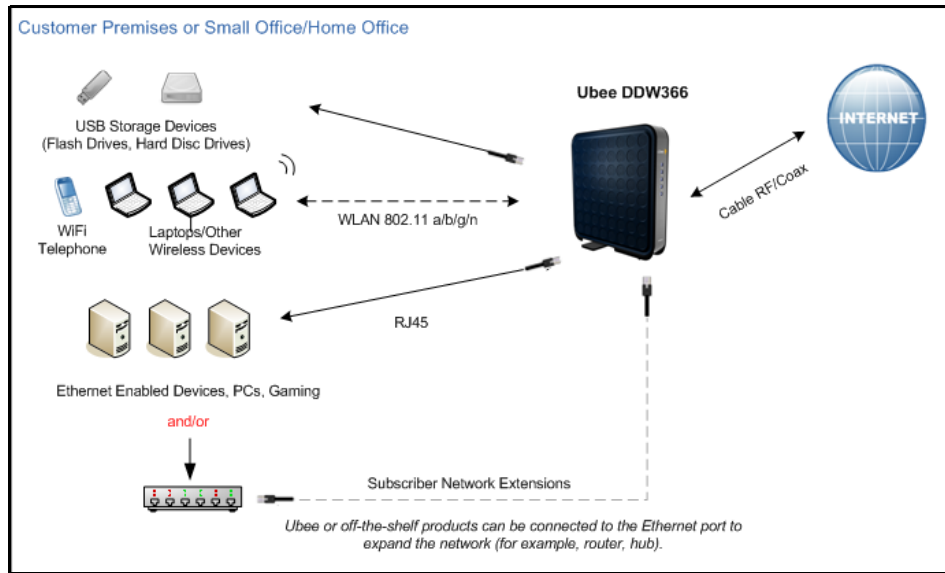 Customer Premises or Small Office/Home Office
Ubee DDW366
INTERNET
Cable RF/Coax
USB Storage Devices
(Flash Drives, Hard Disc Drives)
WLAN 802.11 a/b/g/n
WiFi
Telephone
Laptops/Other
Wireless Devices
RJ45
Ethernet Enabled Devices, PCs, Gaming
and/or
Subscriber Network Extensions
Ubee or off-the-shelf products can be connected to the Ethernet port to
expand the network (for example, router, hub).